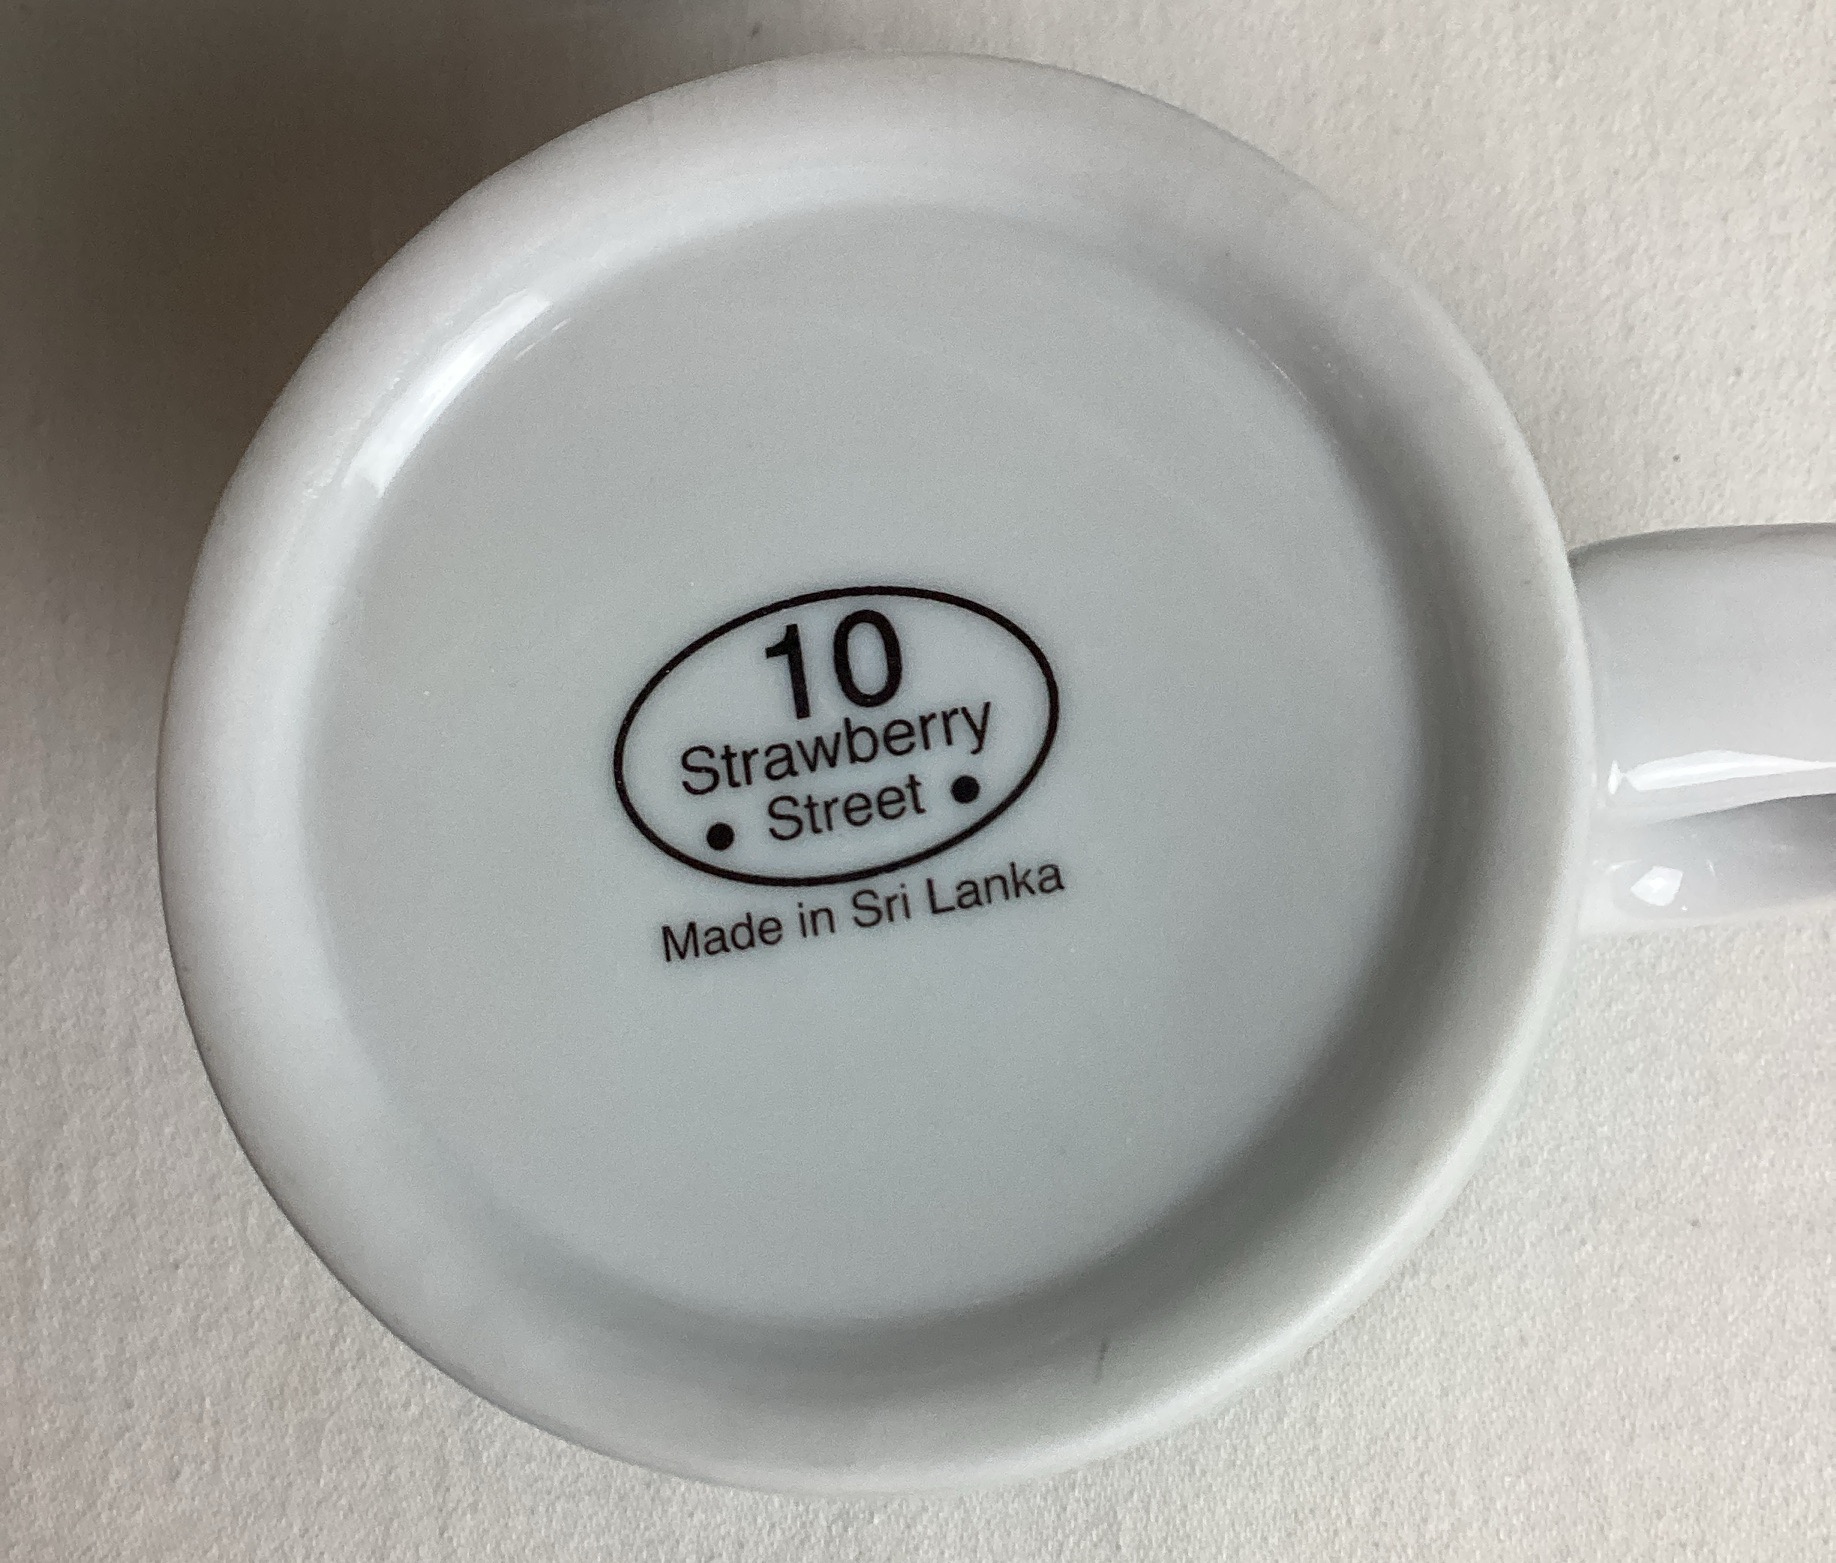 10
Strawberry
• Street •
Made in Sri Lanka